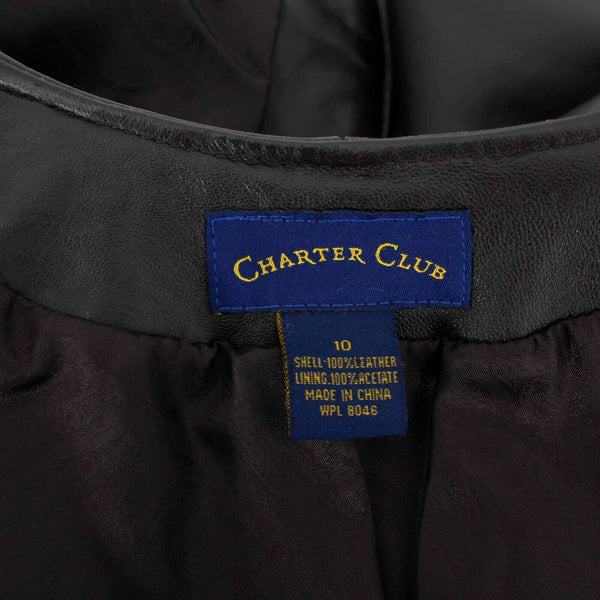 CHARTER CLUB
10
SHELL·100%LEATHER
LINING.100%ACETATE
MADE IN CHINA
WPL 8046